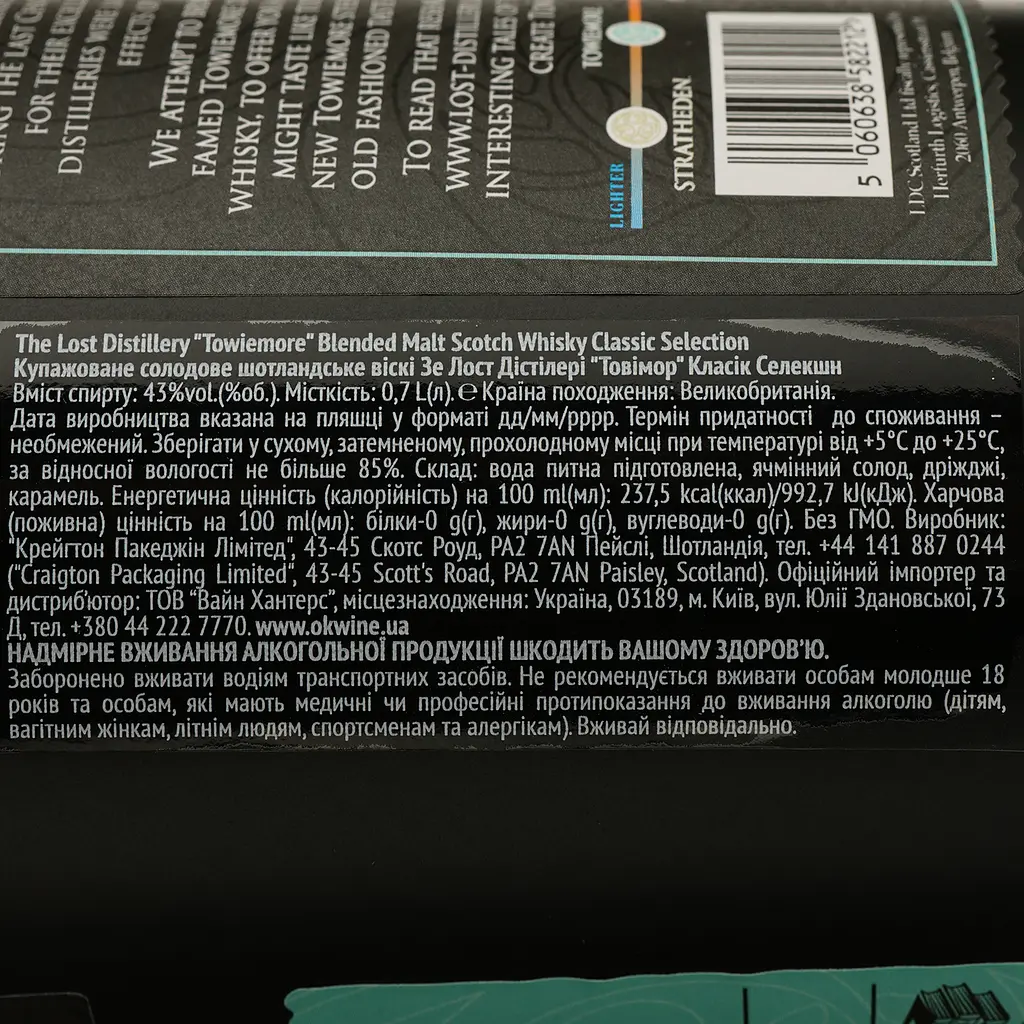 THE LAST
FOR THEIR
DISTILLERIES WERE
EFFECTS
WE ATTEMPT TO
FAMED TOWIEMORE
WHISKY, TO OFFER YOU
MIGHT TASTE LIKE
NEW TOWIEMORE
OLD FASHIONED
TO READ THAT
WWW.LOST-DISTILLERY
INTERESTING TALES OF
CREATE
TOWIEMORE
STRATHEDEN
LIGHTER
5 060638 582212
LDC Scotland Ltd fiscally
Herfurth Logistics,
2060 Antwerpen, Belgium
The Lost Distillery "Towiemore" Blended Malt Scotch Whisky Classic Selection
Купажоване солодове шотландське віскі Зе Лост Дістілері "Товімор" Класік Селекшн
Вміст спирту: 43%vol.(%об.). Місткість: 0,7 L(л). ℮ Країна походження: Великобританія.
Дата виробництва вказана на пляшці у форматі дд/мм/рррр. Термін придатності до споживання –
необмежений. Зберігати у сухому, затемненому, прохолодному місці при температурі від +5°С до +25°С,
за відносної вологості не більше 85%. Склад: вода питна підготовлена, ячмінний солод, дріжджі,
карамель. Енергетична цінність (калорійність) на 100 ml(мл): 237,5 kcal(ккал)/992,7 kJ(кДж). Харчова
(поживна) цінність на 100 ml(мл): білки-0 g(г), жири-0 g(г), вуглеводи-0 g(г). Без ГМО. Виробник:
"Крейгтон Пакеджін Лімітед", 43-45 Скотс Роуд, PA2 7AN Пейслі, Шотландія, тел. +44 141 887 0244
("Craigton Packaging Limited", 43-45 Scott's Road, PA2 7AN Paisley, Scotland). Офіційний імпортер та
дистриб'ютор: ТОВ "Вайн Хантерс", місцезнаходження: Україна, 03189, м. Київ, вул. Юлії Здановської, 73
Д, тел. +380 44 222 7770. www.okwine.ua
НАДМІРНЕ ВЖИВАННЯ АЛКОГОЛЬНОЇ ПРОДУКЦІЇ ШКОДИТЬ ВАШОМУ ЗДОРОВ'Ю.
Заборонено вживати водіям транспортних засобів. Не рекомендується вживати особам молодше 18
років та особам, які мають медичні чи професійні протипоказання до вживання алкоголю (дітям,
вагітним жінкам, літнім людям, спортсменам та алергікам). Вживай відповідально.